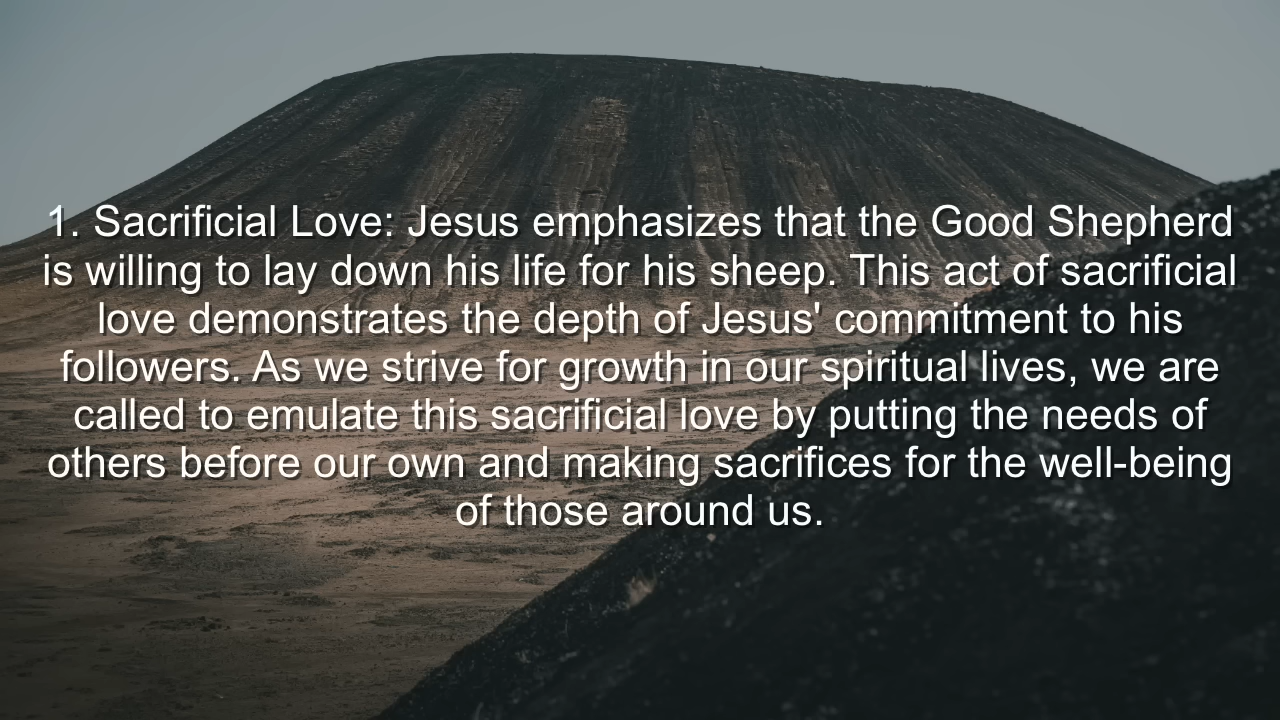 1. Sacrificial Love: Jesus emphasizes that the Good Shepherd
is willing to lay down his life for his sheep. This act of sacrificial
love demonstrates the depth of Jesus' commitment to his
followers. As we strive for growth in our spiritual lives, we are
called to emulate this sacrificial love by putting the needs of
others before our own and making sacrifices for the well-being
of those around us.